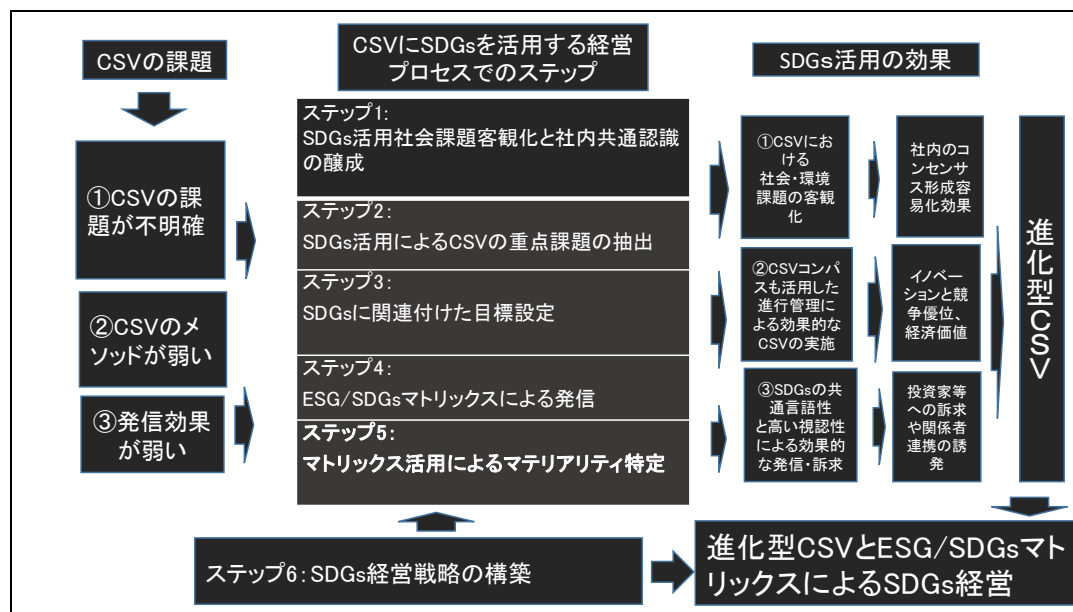 CSVの課題
①CSVの課
題が不明確
②CSVのメ
ソッドが弱い
③発信効果
が弱い
CSVにSDGsを活用する経営
プロセスでのステップ
ステップ1:
SDGs活用社会課題客観化と社内共通認識
の醸成
ステップ2:
SDGs活用によるCSVの重点課題の抽出
ステップ3:
SDGsに関連付けた目標設定
ステップ4:
ESG/SDGsマトリックスによる発信
ステップ5:
マトリックス活用によるマテリアリティ特定
ステップ6:SDGs経営戦略の構築
SDGs活用の効果
①CSVにお
ける
社会・環境
課題の客観
化
社内のコ
ンセンサ
ス形成容
易化効果
②CSVコンパ
スも活用した
進行管理に
よる効果的な
CSVの実施
イノベー
ションと競
争優位、
経済価値
③SDGsの共
通言語性
と高い視認性
による効果的
な発信・訴求
投資家等
への訴求
や関係者
連携の誘
発
進化型CSV
進化型CSVとESG/SDGsマト
リックスによるSDGs経営